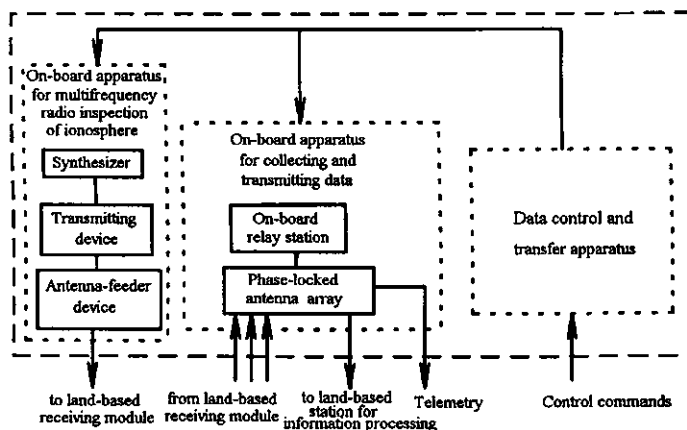 On-board apparatus
for multifrequency
radio inspection
of ionosphere
Synthesizer
Transmitting
device
Antenna-feeder
device
On-board apparatus
for collecting and
transmitting data
On-board
relay station
Phase-locked
antenna array
Data control and
transfer apparatus
to land-based
receiving module
from land-based
receiving module
to land-based
station for
information processing
Telemetry
Control commands